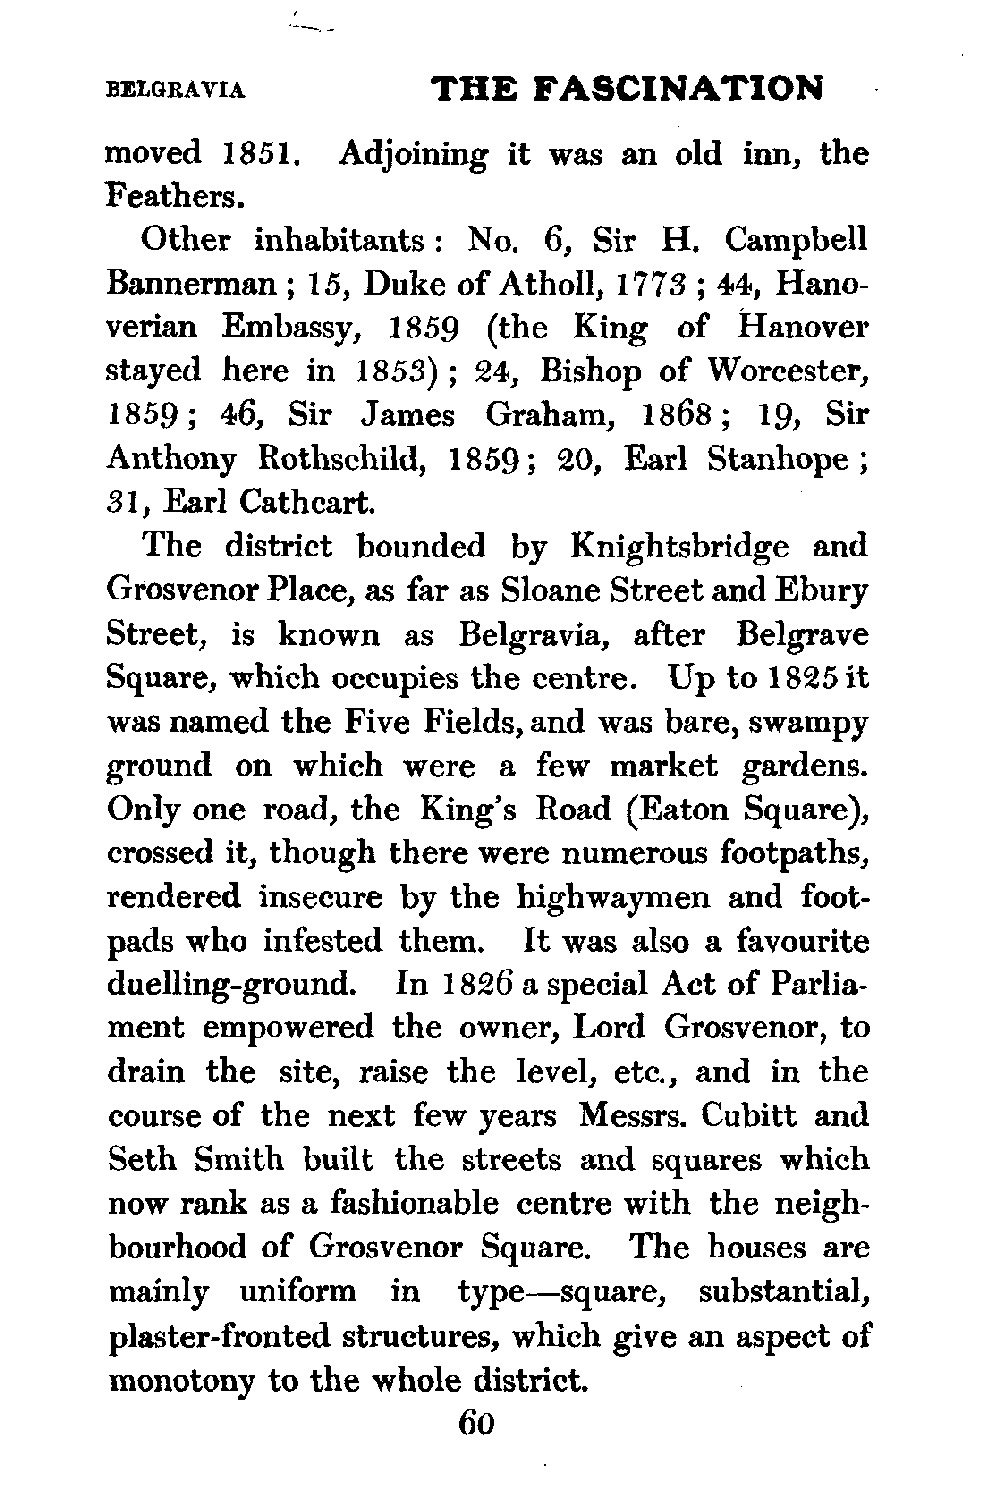 BELGRAVIA THE FASCINATION
moved 1851. Adjoining it was an old inn, the
Feathers.
Other inhabitants : No. 6, Sir H. Campbell
Bannerman ; 15, Duke of Atholl, 1773 ; 44, Hano-
verian Embassy, 1859 (the King of Hanover
stayed here in 1853) ; 24, Bishop of Worcester,
1859 ; 46, Sir James Graham, 1868 ; 19, Sir
Anthony Rothschild, 1859 ; 20, Earl Stanhope ;
31, Earl Cathcart.
The district bounded by Knightsbridge and
Grosvenor Place, as far as Sloane Street and Ebury
Street, is known as Belgravia, after Belgrave
Square, which occupies the centre. Up to 1825 it
was named the Five Fields, and was bare, swampy
ground on which were a few market gardens.
Only one road, the King's Road (Eaton Square),
crossed it, though there were numerous footpaths,
rendered insecure by the highwaymen and foot-
pads who infested them. It was also a favourite
duelling-ground. In 1826 a special Act of Parlia-
ment empowered the owner, Lord Grosvenor, to
drain the site, raise the level, etc., and in the
course of the next few years Messrs. Cubitt and
Seth Smith built the streets and squares which
now rank as a fashionable centre with the neigh-
bourhood of Grosvenor Square. The houses are
mainly uniform in type—square, substantial,
plaster-fronted structures, which give an aspect of
monotony to the whole district.
60